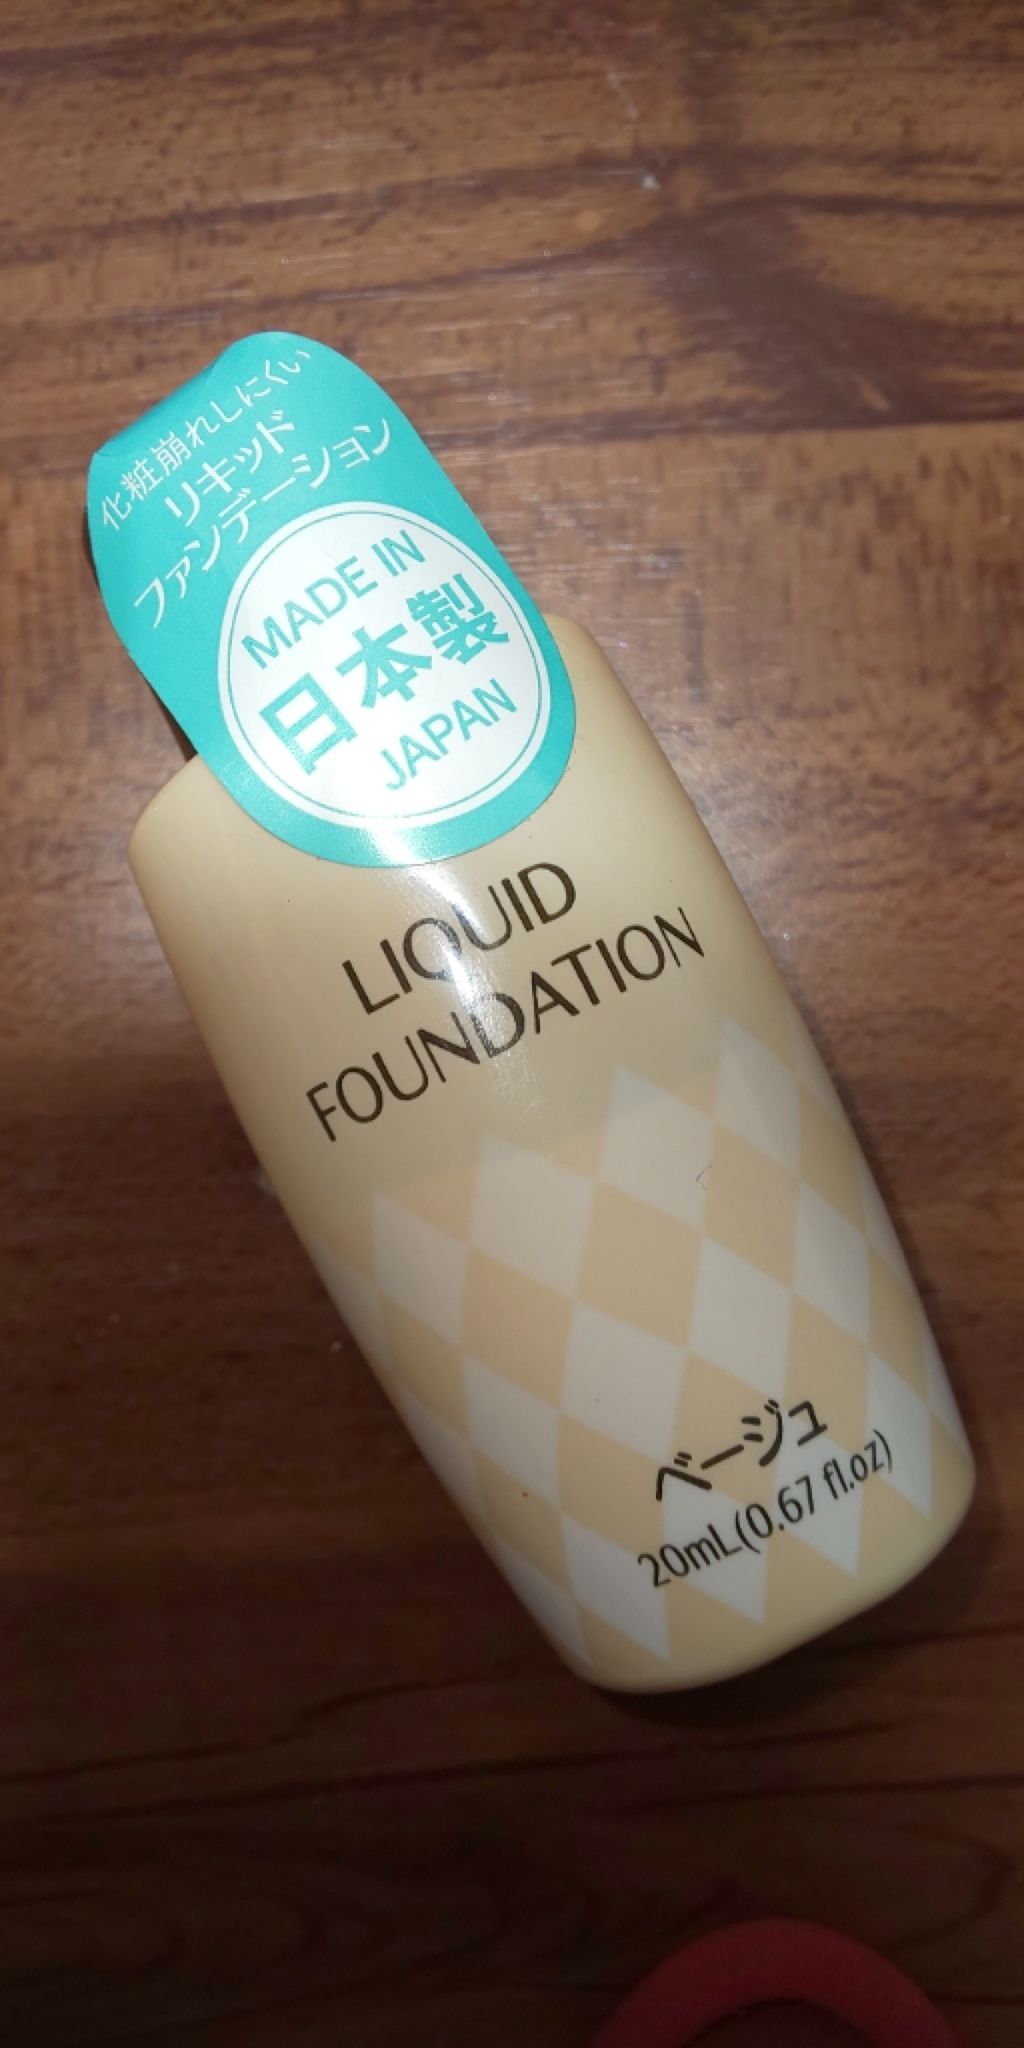 化粧崩れしにくい
リキッド
ファンデーション
MADE IN
日本製
JAPAN
LIQUID
FOUNDATION
ベージュ
20mL(0.67 fl.oz)